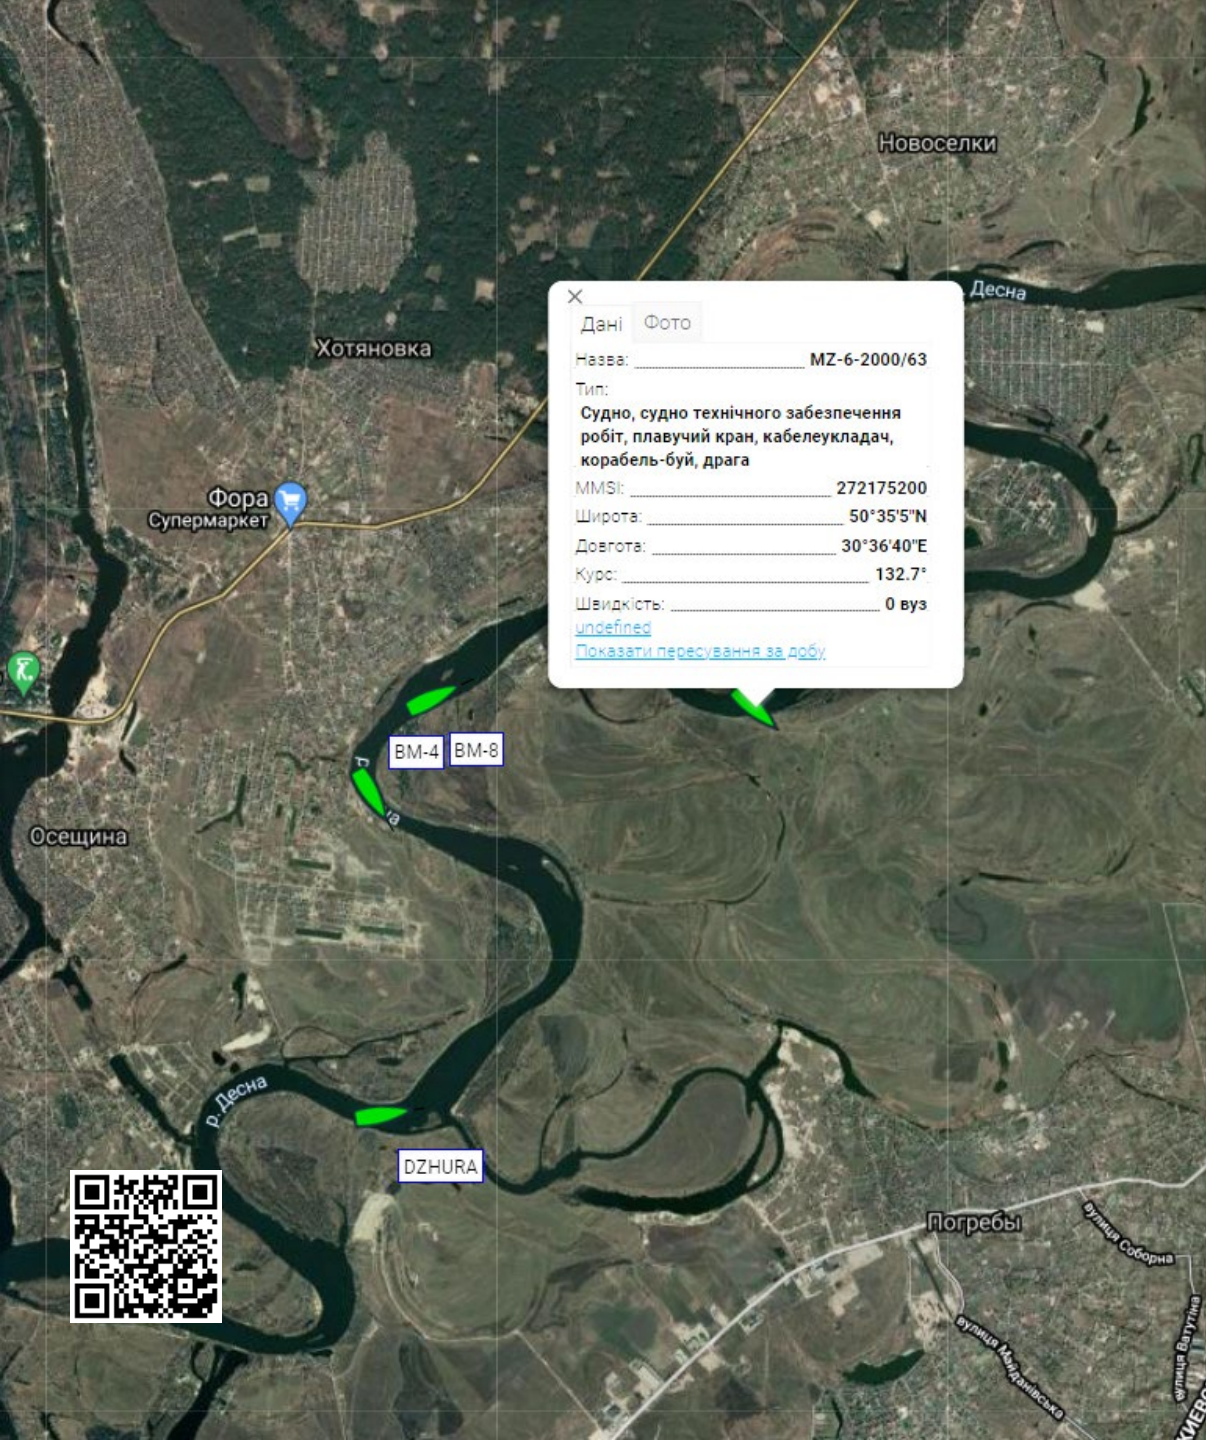 Новоселки
Десна
Хотяновка
Дані
Фото
Назва: MZ-6-2000/63
Тип:
Судно, судно технічного забезпечення
робіт, плавучий кран, кабелеукладач,
корабель-буй, драга
MMSI: 272175200
Широта: 50°35'5"N
Довгота: 30°36'40"E
Курс: 132.7°
Швидкість: 0 вуз
undefined
Показати пересування за добу
Фора
Супермаркет
BM-4
BM-8
Осещина
р. Десна
DZHURA
Погребы
вулиця Соборна
вулиця Майданівська
вулиця Ватутіна